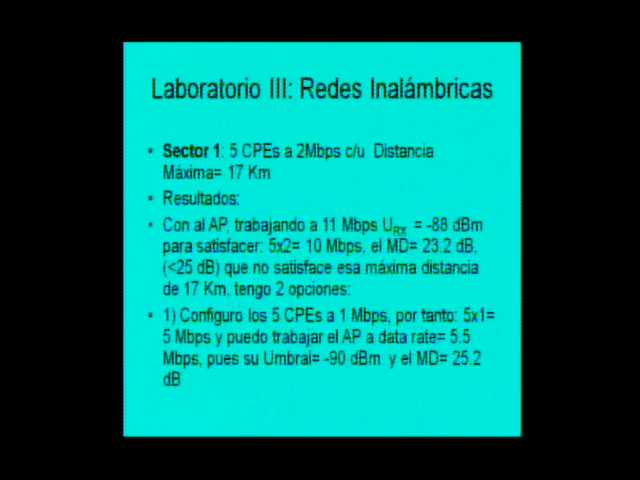 Laboratorio III: Redes Inalámbricas
• Sector 1: 5 CPEs a 2Mbps c/u Distancia
Máxima= 17 Km
• Resultados:
• Con al AP, trabajando a 11 Mbps URX = -88 dBm
para satisfacer: 5x2= 10 Mbps, el MD= 23.2 dB,
(<25 dB) que no satisface esa máxima distancia
de 17 Km, tengo 2 opciones:
• 1) Configuro los 5 CPEs a 1 Mbps, por tanto: 5x1=
5 Mbps y puedo trabajar el AP a data rate= 5.5
Mbps, pues su Umbral= -90 dBm y el MD= 25.2
dB